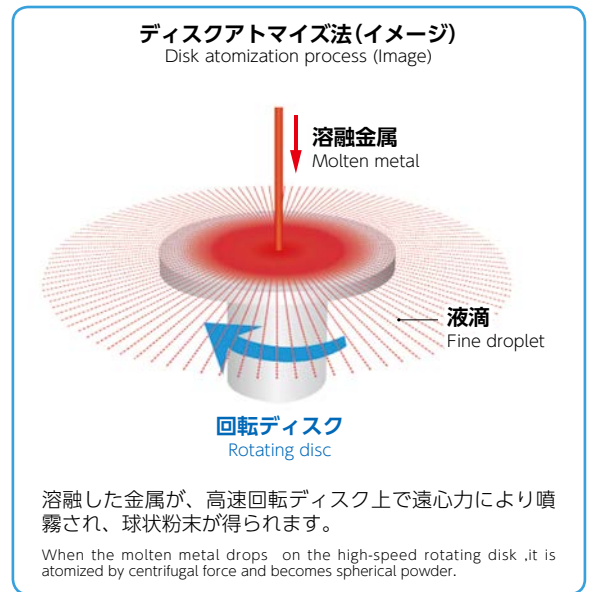 ディスクアトマイズ法(イメージ)
Disk atomization process (Image)
溶融金属
Molten metal
液滴
Fine droplet
回転ディスク
Rotating disc
溶融した金属が、高速回転ディスク上で遠心力により噴
霧され、球状粉末が得られます。
When the molten metal drops on the high-speed rotating disk ,it is
atomized by centrifugal force and becomes spherical powder.